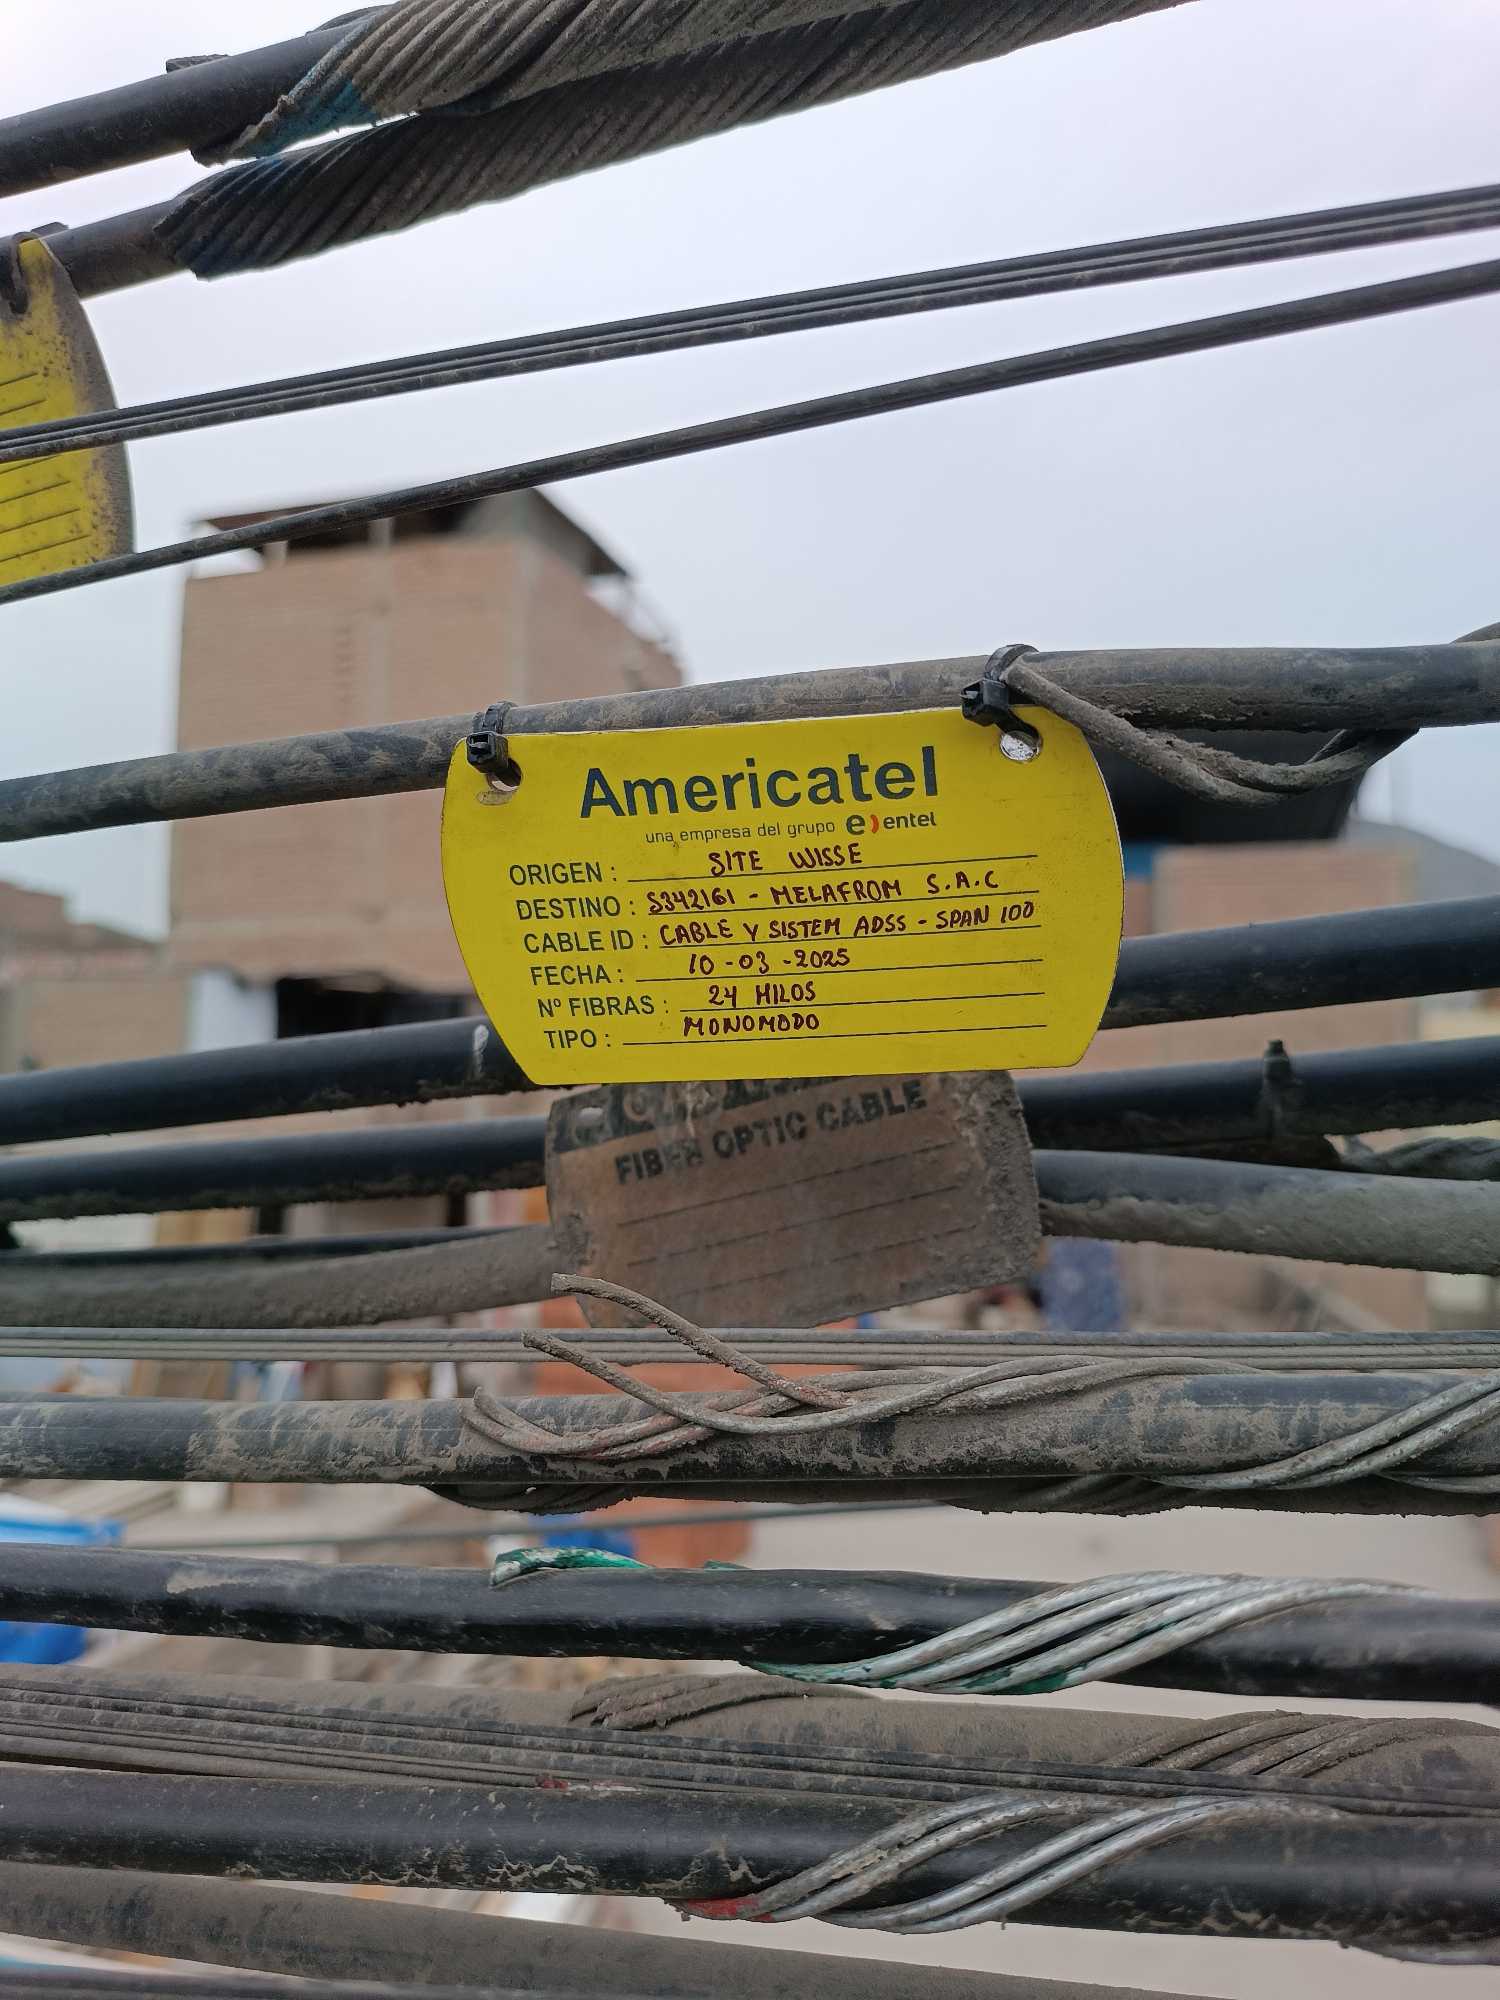 Americatel
una empresa del grupo e) entel
ORIGEN : SITE WISSE
DESTINO : S342161 - MELAFROM S.A.C
CABLE ID : CABLE Y SISTEM ADSS - SPAN 100
FECHA : 10-03-2025
Nº FIBRAS : 24 HILOS
TIPO : MONOMODO
FIBER OPTIC CABLE